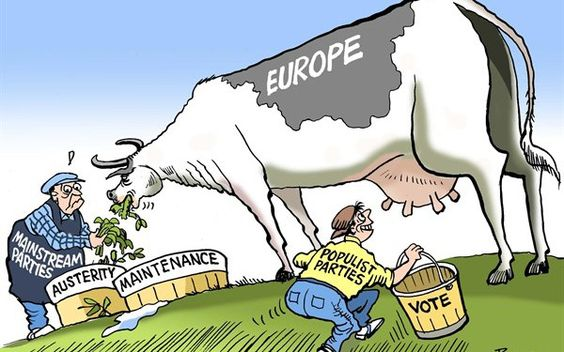 EUROPE
MAINSTREAM
PARTIES
AUSTERITY
MAINTENANCE
POPULIST
PARTIES
VOTE